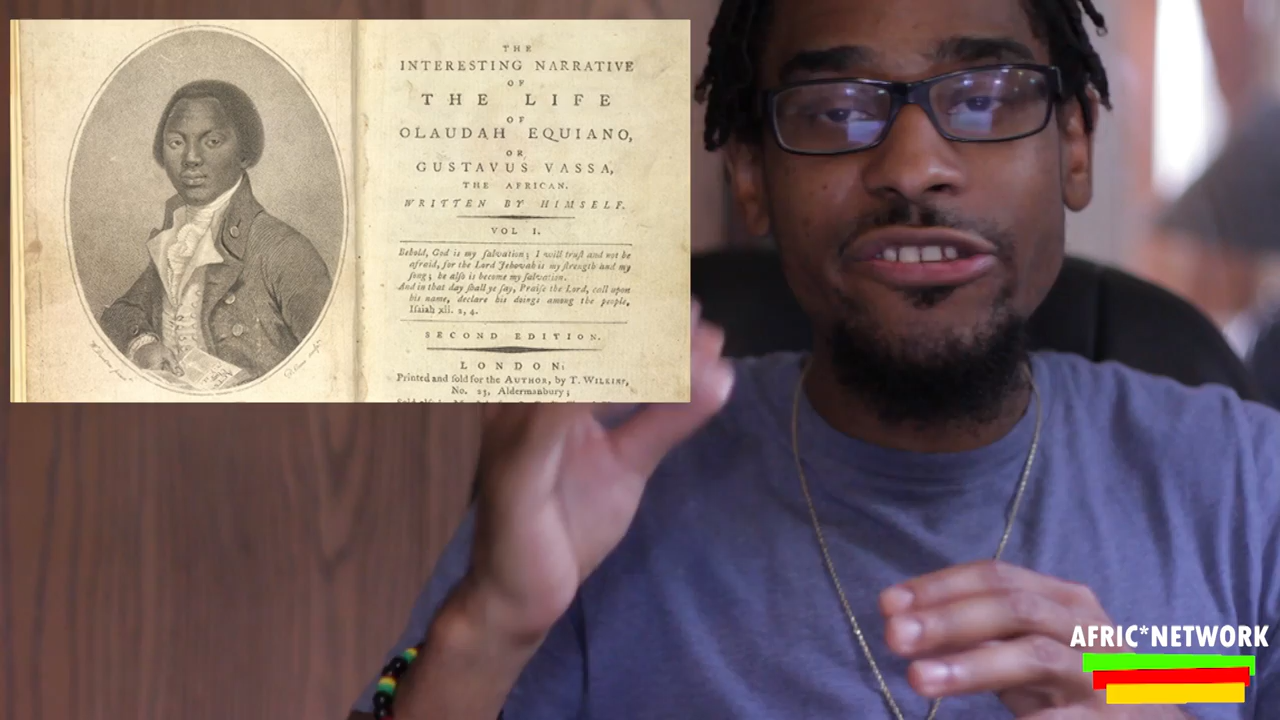 THE
INTERESTING NARRATIVE
OF
THE LIFE
OF
OLAUDAH EQUIANO,
OR
GUSTAVUS VASSA,
THE AFRICAN.
WRITTEN BY HIMSELF.
VOL I.
Behold, God is my ſalvation; I will truſt and not be
afraid, for the Lord Jehovah is my ſtrength and my
ſong; he alſo is become my ſalvation.
And in that day ſhall ye ſay, Praiſe the Lord, call upon
his name, declare his doings among the people,
Iſaiah xii. 2, 4.
SECOND EDITION.
LONDON:
Printed and ſold for the AUTHOR, by T. WILKINS,
No. 23, Aldermanbury;
AFRIC*NETWORK